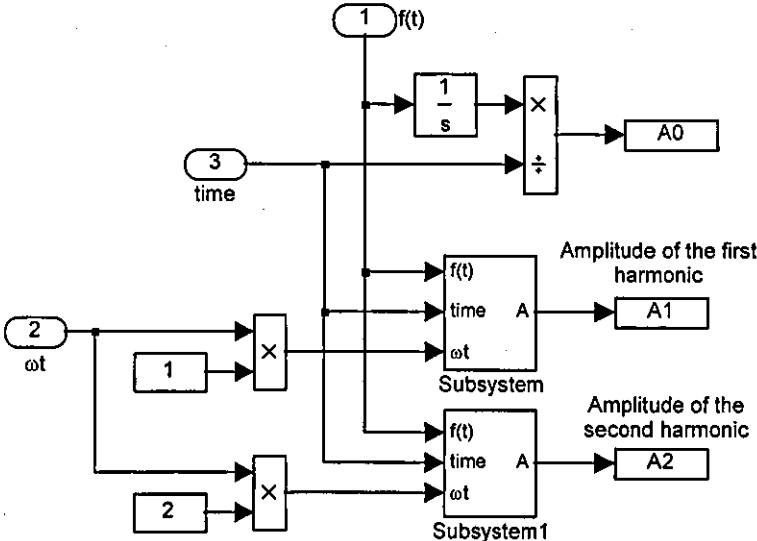 1 f(t)
1
s
×
÷
A0
3
time
Amplitude of the first
harmonic
f(t)
time A
ωt
A1
Subsystem
2
ωt
1
×
Amplitude of the
second harmonic
f(t)
time A
ωt
A2
Subsystem1
2
×